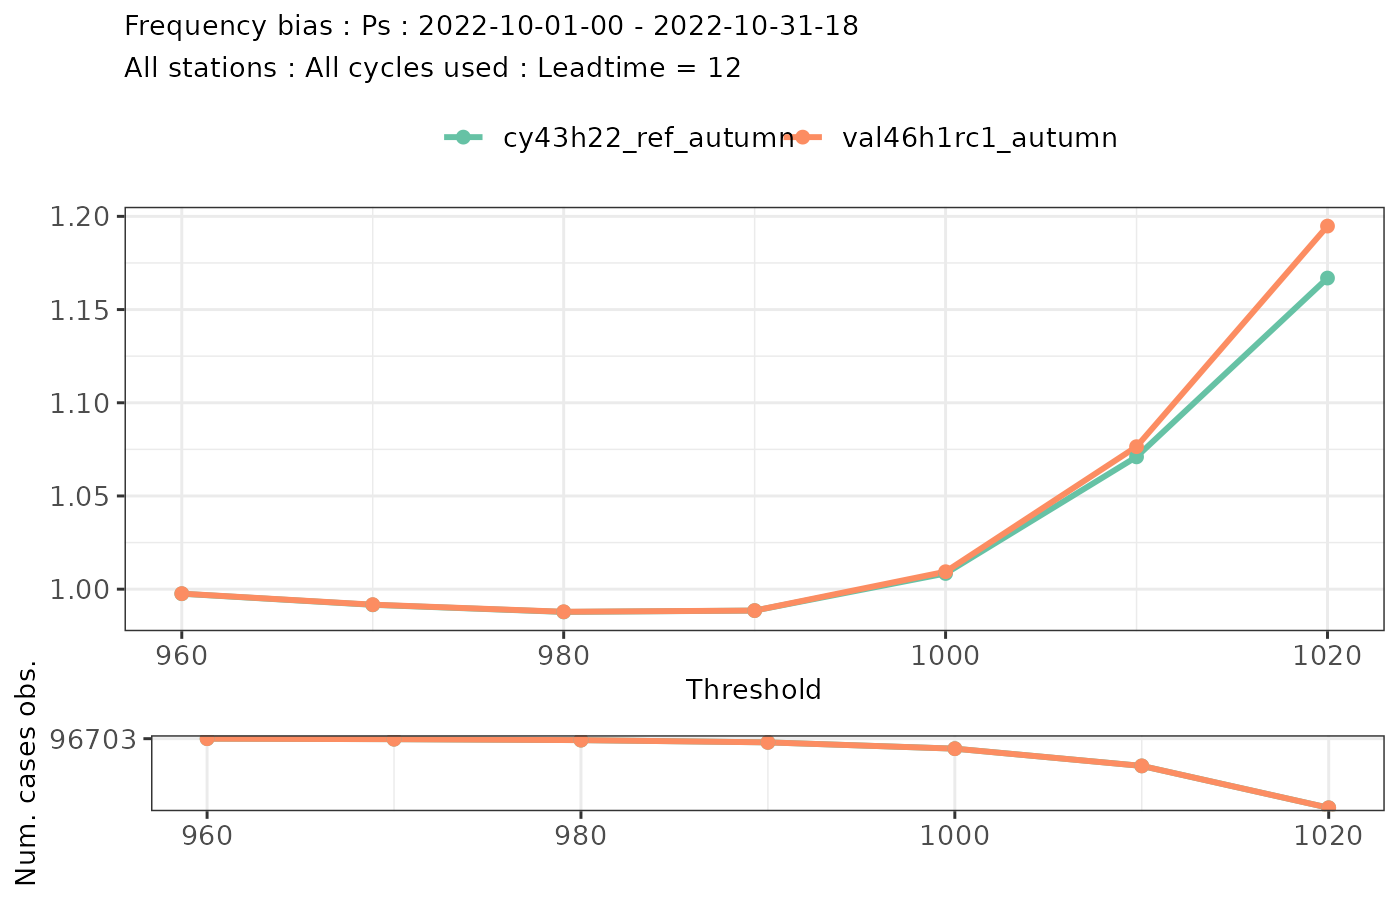 Frequency bias : Ps : 2022-10-01-00 - 2022-10-31-18
All stations : All cycles used : Leadtime = 12
cy43h22_ref_autumn val46h1rc1_autumn
1.20
1.15
1.10
1.05
1.00
960 980 1000 1020
Threshold
Num. cases obs.
96703
960 980 1000 1020